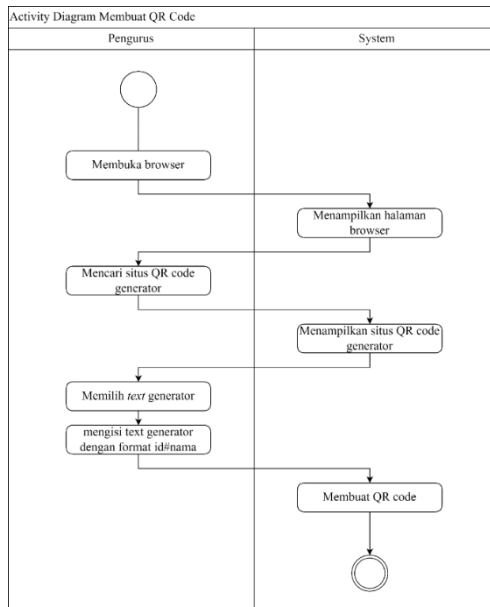 Activity Diagram Membuat QR Code
Pengurus
System
Membuka browser
Menampilkan halaman
browser
Mencari situs QR code
generator
Menampilkan situs QR code
generator
Memilih text generator
mengisi text generator
dengan format id#nama
Membuat QR code